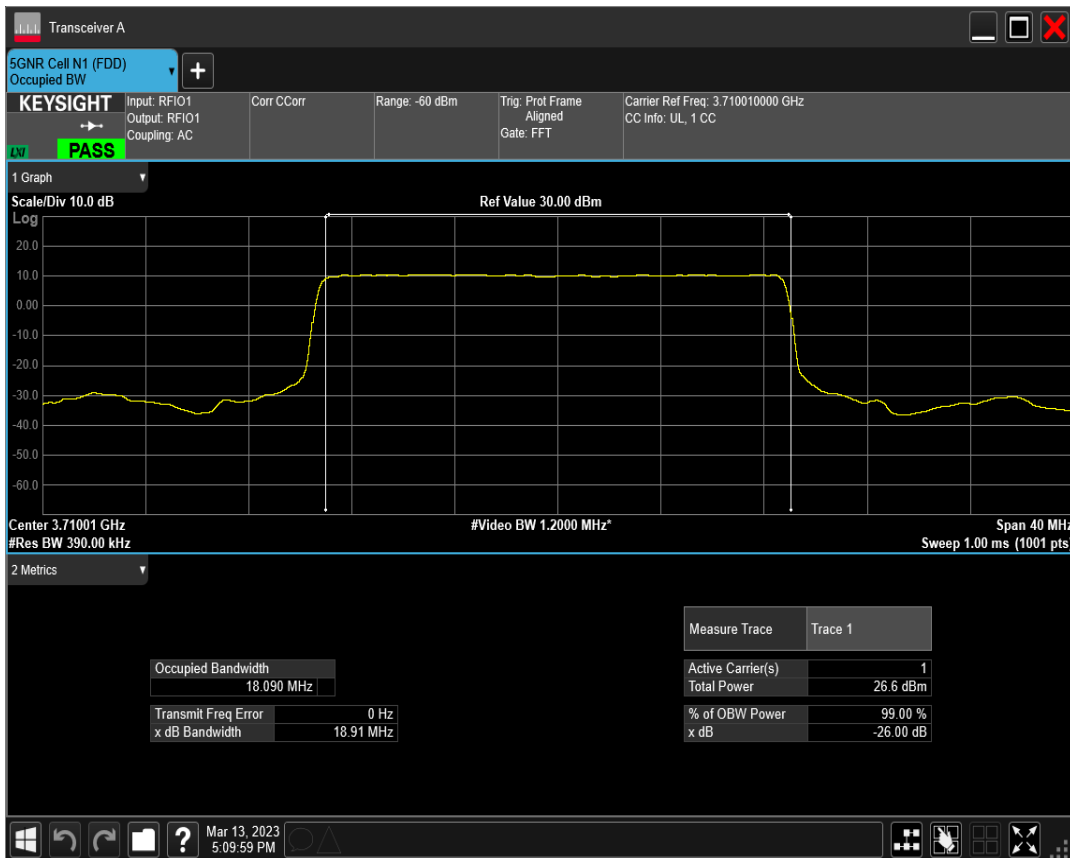 Transceiver A
5GNR Cell N1 (FDD)
Occupied BW
+
KEYSIGHT
LXI
PASS
Input: RFIO1
Output: RFIO1
Coupling: AC
Corr CCorr
Range: -60 dBm
Trig: Prot Frame
Aligned
Gate: FFT
Carrier Ref Freq: 3.710010000 GHz
CC Info: UL, 1 CC
1 Graph
Scale/Div 10.0 dB
Ref Value 30.00 dBm
Log
20.0
10.0
0.00
-10.0
-20.0
-30.0
-40.0
-50.0
-60.0
Center 3.71001 GHz
#Video BW 1.2000 MHz*
Span 40 MHz
#Res BW 390.00 kHz
Sweep 1.00 ms (1001 pts)
2 Metrics
Measure Trace Trace 1
Occupied Bandwidth
18.090 MHz
Active Carrier(s) 1
Total Power 26.6 dBm
Transmit Freq Error 0 Hz
x dB Bandwidth 18.91 MHz
% of OBW Power 99.00 %
x dB -26.00 dB
?
Mar 13, 2023
5:09:59 PM